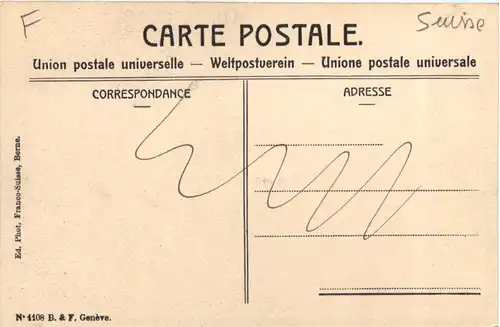 F
Suisse
CARTE POSTALE.
Union postale universelle — Weltpostverein — Unione postale universale
CORRESPONDANCE
ADRESSE
Ed. Phot. Franco-Suisse, Berne.
Nº 4108 B. & F. Genève.